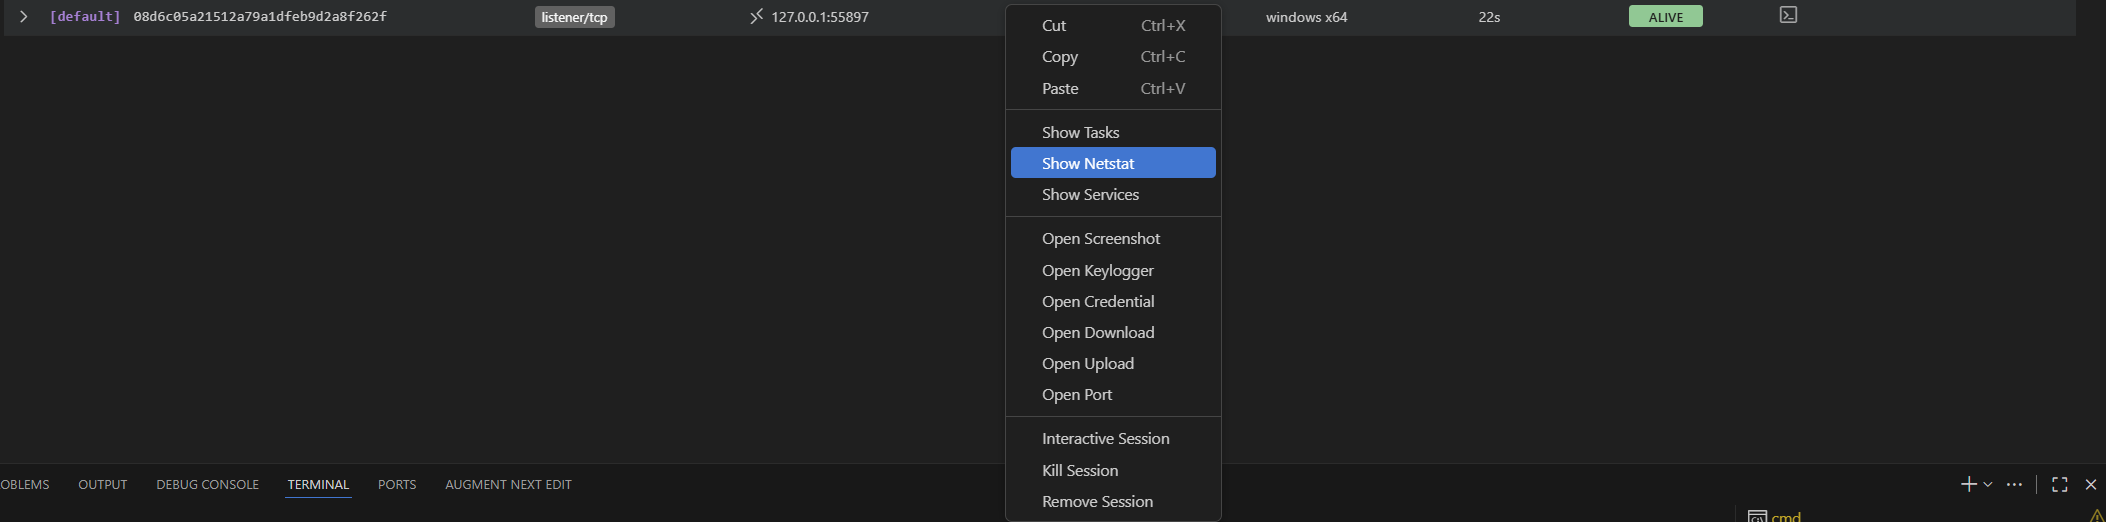 [default] 08d6c05a21512a79a1dfeb9d2a8f262f listener/tcp 127.0.0.1:55897 windows x64 22s ALIVE
Cut Ctrl+X
Copy Ctrl+C
Paste Ctrl+V
Show Tasks
Show Netstat
Show Services
Open Screenshot
Open Keylogger
Open Credential
Open Download
Open Upload
Open Port
Interactive Session
Kill Session
Remove Session
OBLEMS OUTPUT DEBUG CONSOLE TERMINAL PORTS AUGMENT NEXT EDIT
cmd